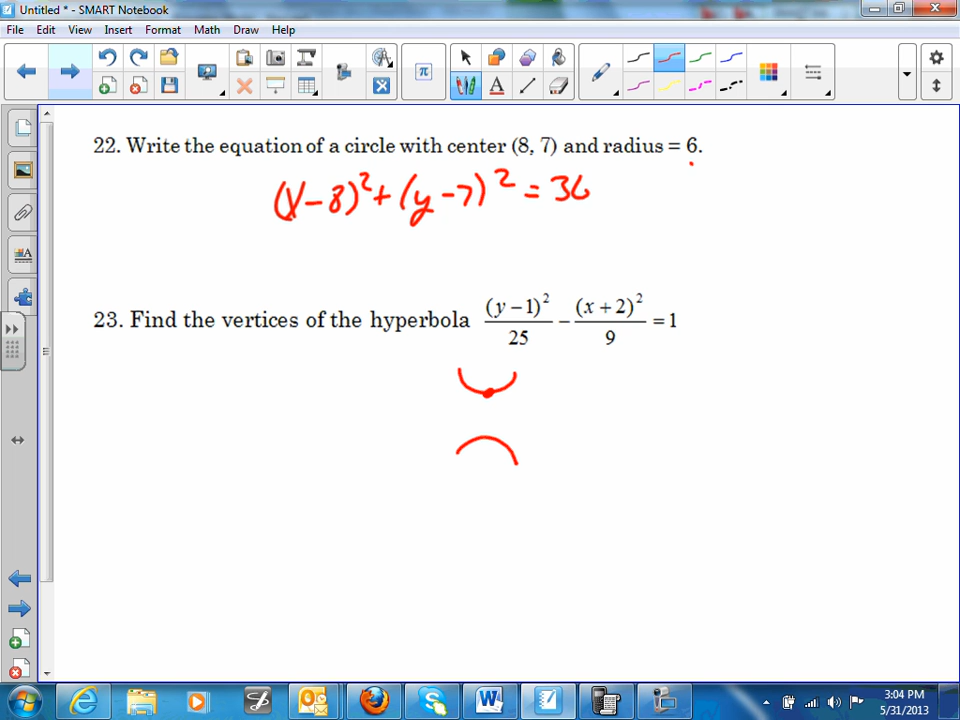 Untitled * - SMART Notebook
File Edit View Insert Format Math Draw Help
22. Write the equation of a circle with center (8, 7) and radius = 6.
(x-8)²+(y-7)²=36
23. Find the vertices of the hyperbola (y-1)²/25 - (x+2)²/9 = 1
3:04 PM
5/31/2013